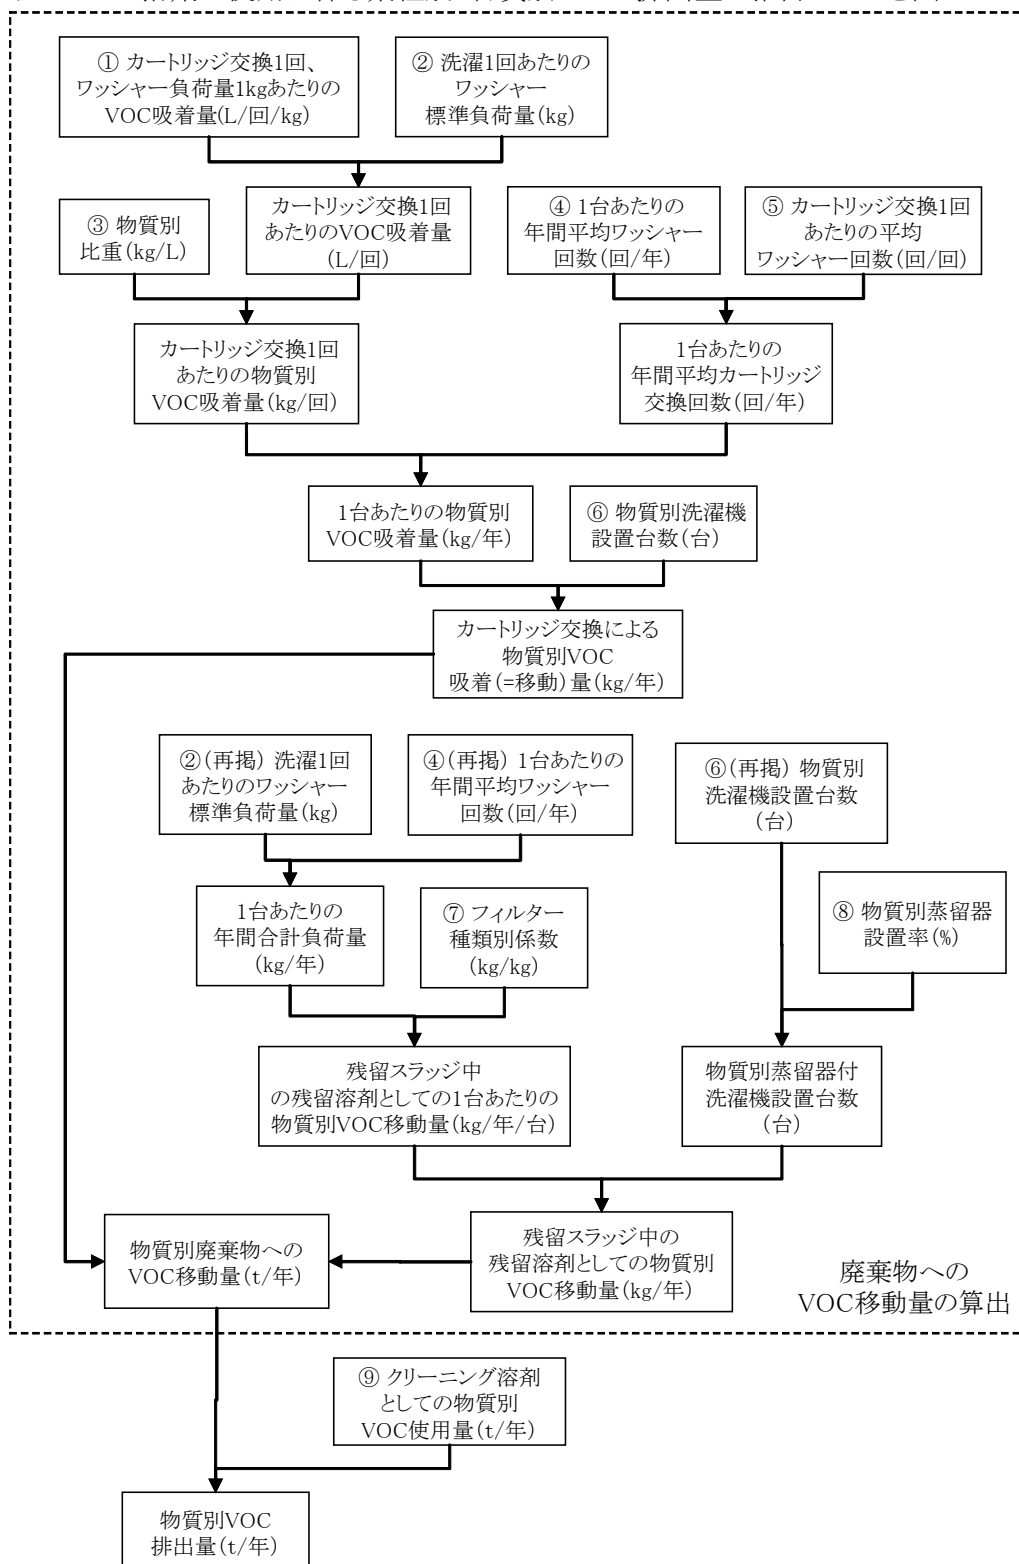 ① カートリッジ交換1回、
ワッシャー負荷量1kgあたりの
VOC吸着量(L/回/kg)
② 洗濯1回あたりの
ワッシャー
標準負荷量(kg)
③ 物質別
比重(kg/L)
カートリッジ交換1回
あたりのVOC吸着量
(L/回)
④ 1台あたりの
年間平均ワッシャー
回数(回/年)
⑤ カートリッジ交換1回
あたりの平均
ワッシャー回数(回/回)
カートリッジ交換1回
あたりの物質別
VOC吸着量(kg/回)
1台あたりの
年間平均カートリッジ
交換回数(回/年)
1台あたりの物質別
VOC吸着量(kg/年)
⑥ 物質別洗濯機
設置台数(台)
カートリッジ交換による
物質別VOC
吸着(=移動)量(kg/年)
②(再掲) 洗濯1回
あたりのワッシャー
標準負荷量(kg)
④(再掲) 1台あたりの
年間平均ワッシャー
回数(回/年)
⑥(再掲) 物質別
洗濯機設置台数
(台)
1台あたりの
年間合計負荷量
(kg/年)
⑦ フィルター
種類別係数
(kg/kg)
⑧ 物質別蒸留器
設置率(%)
残留スラッジ中
の残留溶剤としての1台あたりの
物質別VOC移動量(kg/年/台)
物質別蒸留器付
洗濯機設置台数
(台)
物質別廃棄物への
VOC移動量(t/年)
残留スラッジ中の
残留溶剤としての物質別
VOC移動量(kg/年)
廃棄物への
VOC移動量の算出
⑨ クリーニング溶剤
としての物質別
VOC使用量(t/年)
物質別VOC
排出量(t/年)